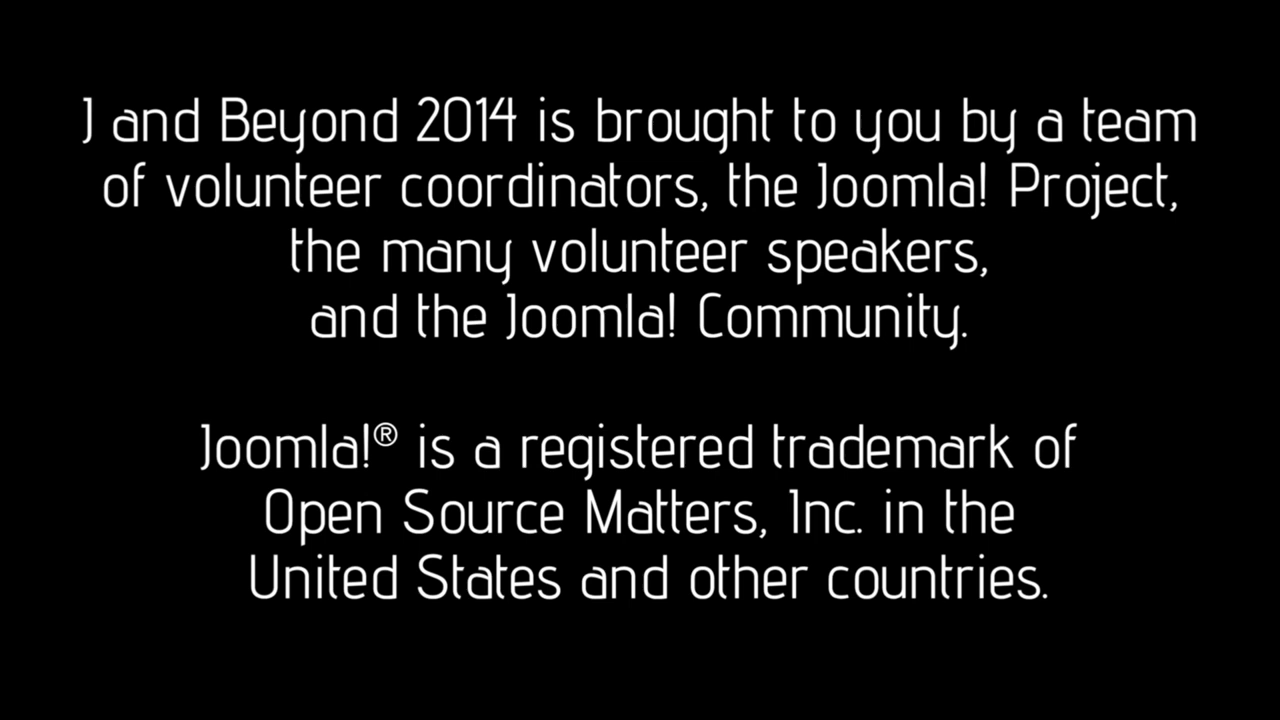 J and Beyond 2014 is brought to you by a team
of volunteer coordinators, the Joomla! Project,
the many volunteer speakers,
and the Joomla! Community.
Joomla!® is a registered trademark of
Open Source Matters, Inc. in the
United States and other countries.